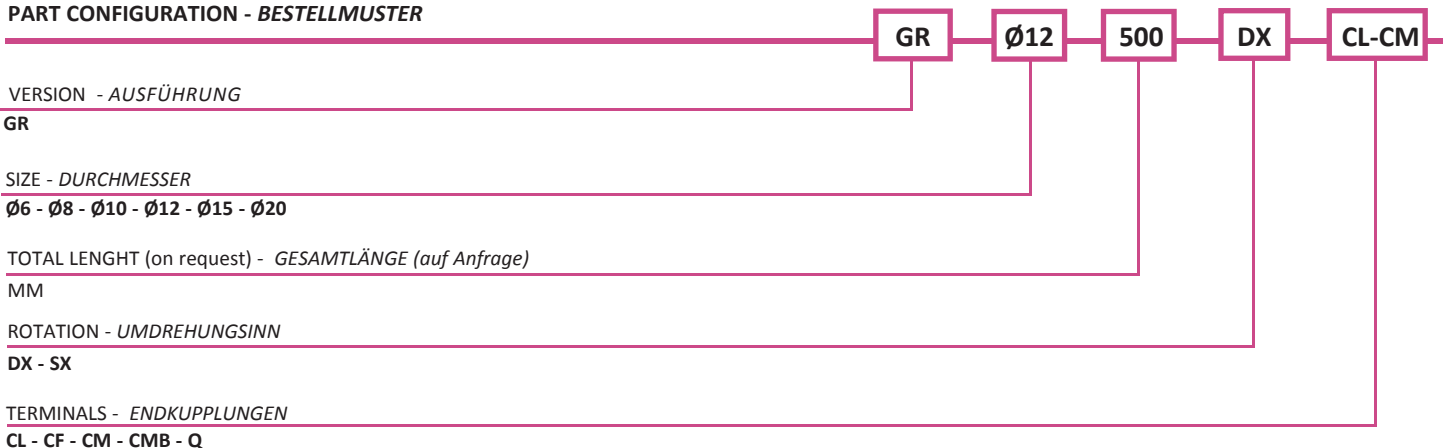 PART CONFIGURATION - BESTELLMUSTER
GR Ø12 500 DX CL-CM
VERSION - AUSFÜHRUNG
GR
SIZE - DURCHMESSER
Ø6 - Ø8 - Ø10 - Ø12 - Ø15 - Ø20
TOTAL LENGHT (on request) - GESAMTLÄNGE (auf Anfrage)
MM
ROTATION - UMDREHUNGSINN
DX - SX
TERMINALS - ENDKUPPLUNGEN
CL - CF - CM - CMB - Q